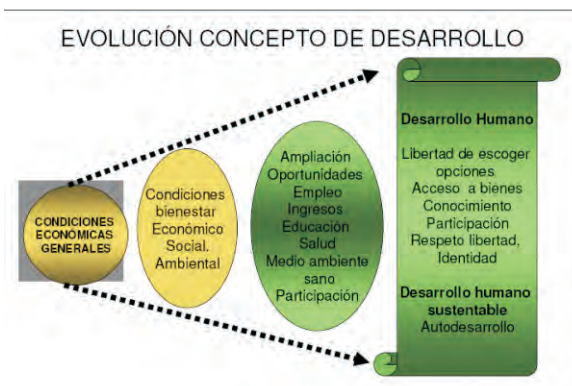 EVOLUCIÓN CONCEPTO DE DESARROLLO
CONDICIONES
ECONÓMICAS
GENERALES
Condiciones
bienestar
Económico
Social.
Ambiental
Ampliación
Oportunidades
Empleo
Ingresos
Educación
Salud
Medio ambiente
sano
Participación
Desarrollo Humano
Libertad de escoger
opciones
Acceso a bienes
Conocimiento
Participación
Respeto libertad,
Identidad
Desarrollo humano
sustentable
Autodesarrollo